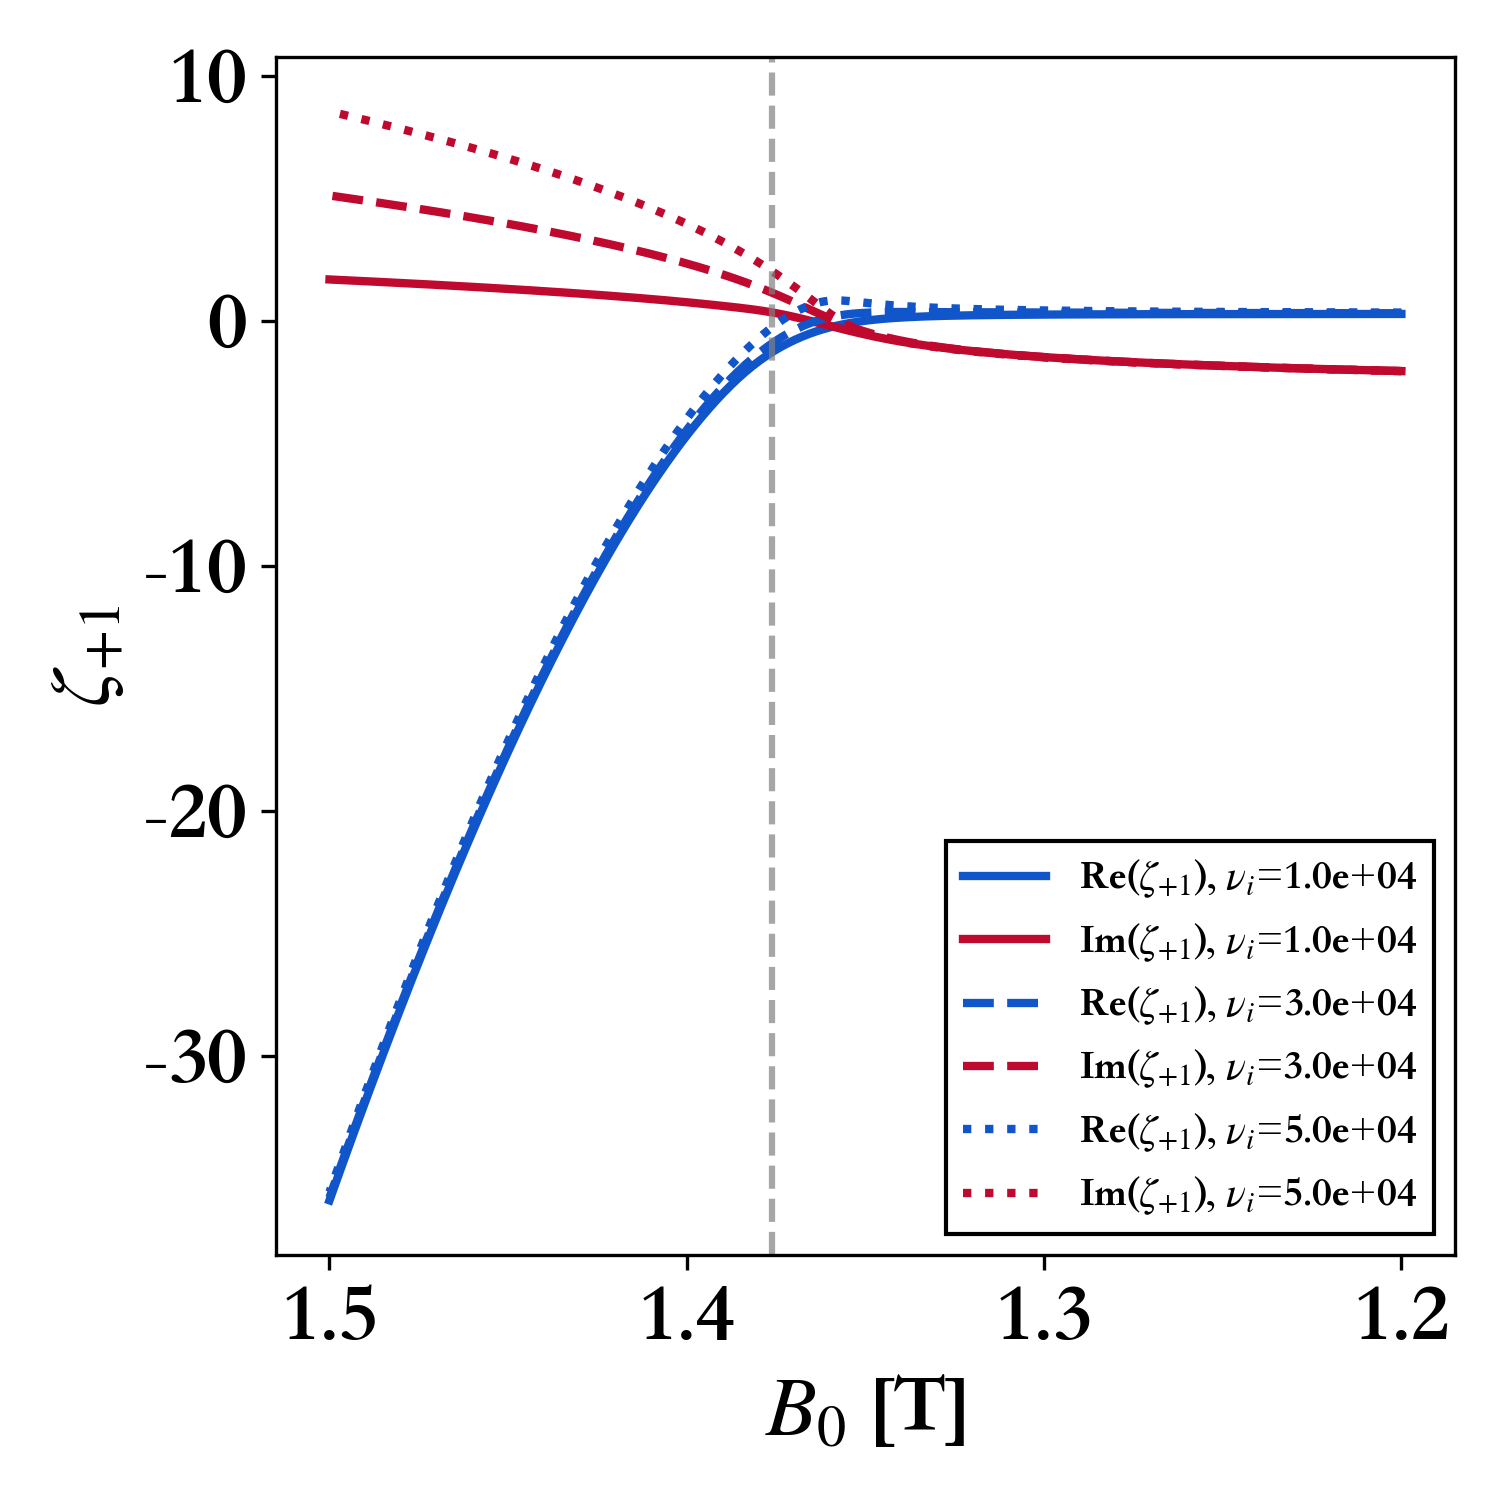 10
0
-10
-20
-30
ζ+1
1.5
1.4
1.3
1.2
B0 [T]
Re(ζ+1), νi=1.0e+04
Im(ζ+1), νi=1.0e+04
Re(ζ+1), νi=3.0e+04
Im(ζ+1), νi=3.0e+04
Re(ζ+1), νi=5.0e+04
Im(ζ+1), νi=5.0e+04